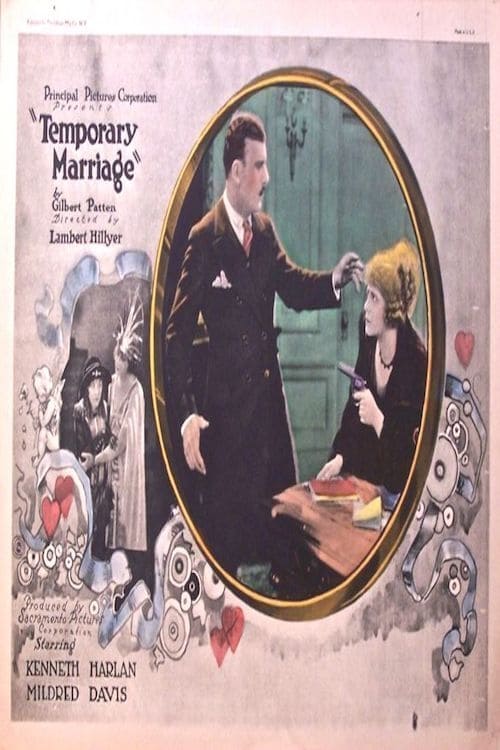 Principal Pictures Corporation
Presents
"Temporary
Marriage"
by
Gilbert Patten
Directed by
Lambert Hillyer
Produced by
Sacramento Pictures
Corporation
Starring
KENNETH HARLAN
MILDRED DAVIS